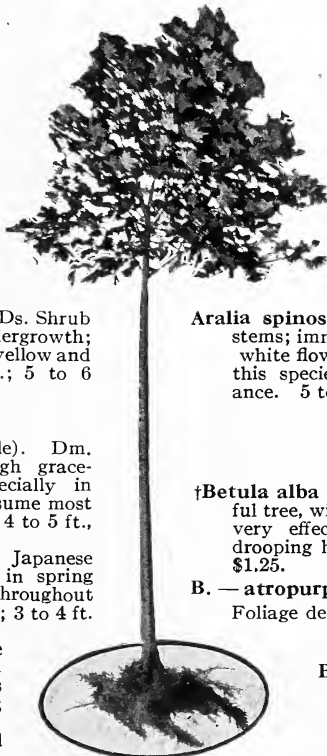 Ds. Shrub
ergrowth;
yellow and
.; 5 to 6
le). Dm.
gh grace-
ecially in
sume most
4 to 5 ft.,
Japanese
in spring
throughout
; 3 to 4 ft.
e
Aralia spinos
stems; imm
white flow
this specie
ance. 5 to
†Betula alba
ful tree, wi
very effec
drooping h
$1.25.
B. — atropurp
Foliage de
B